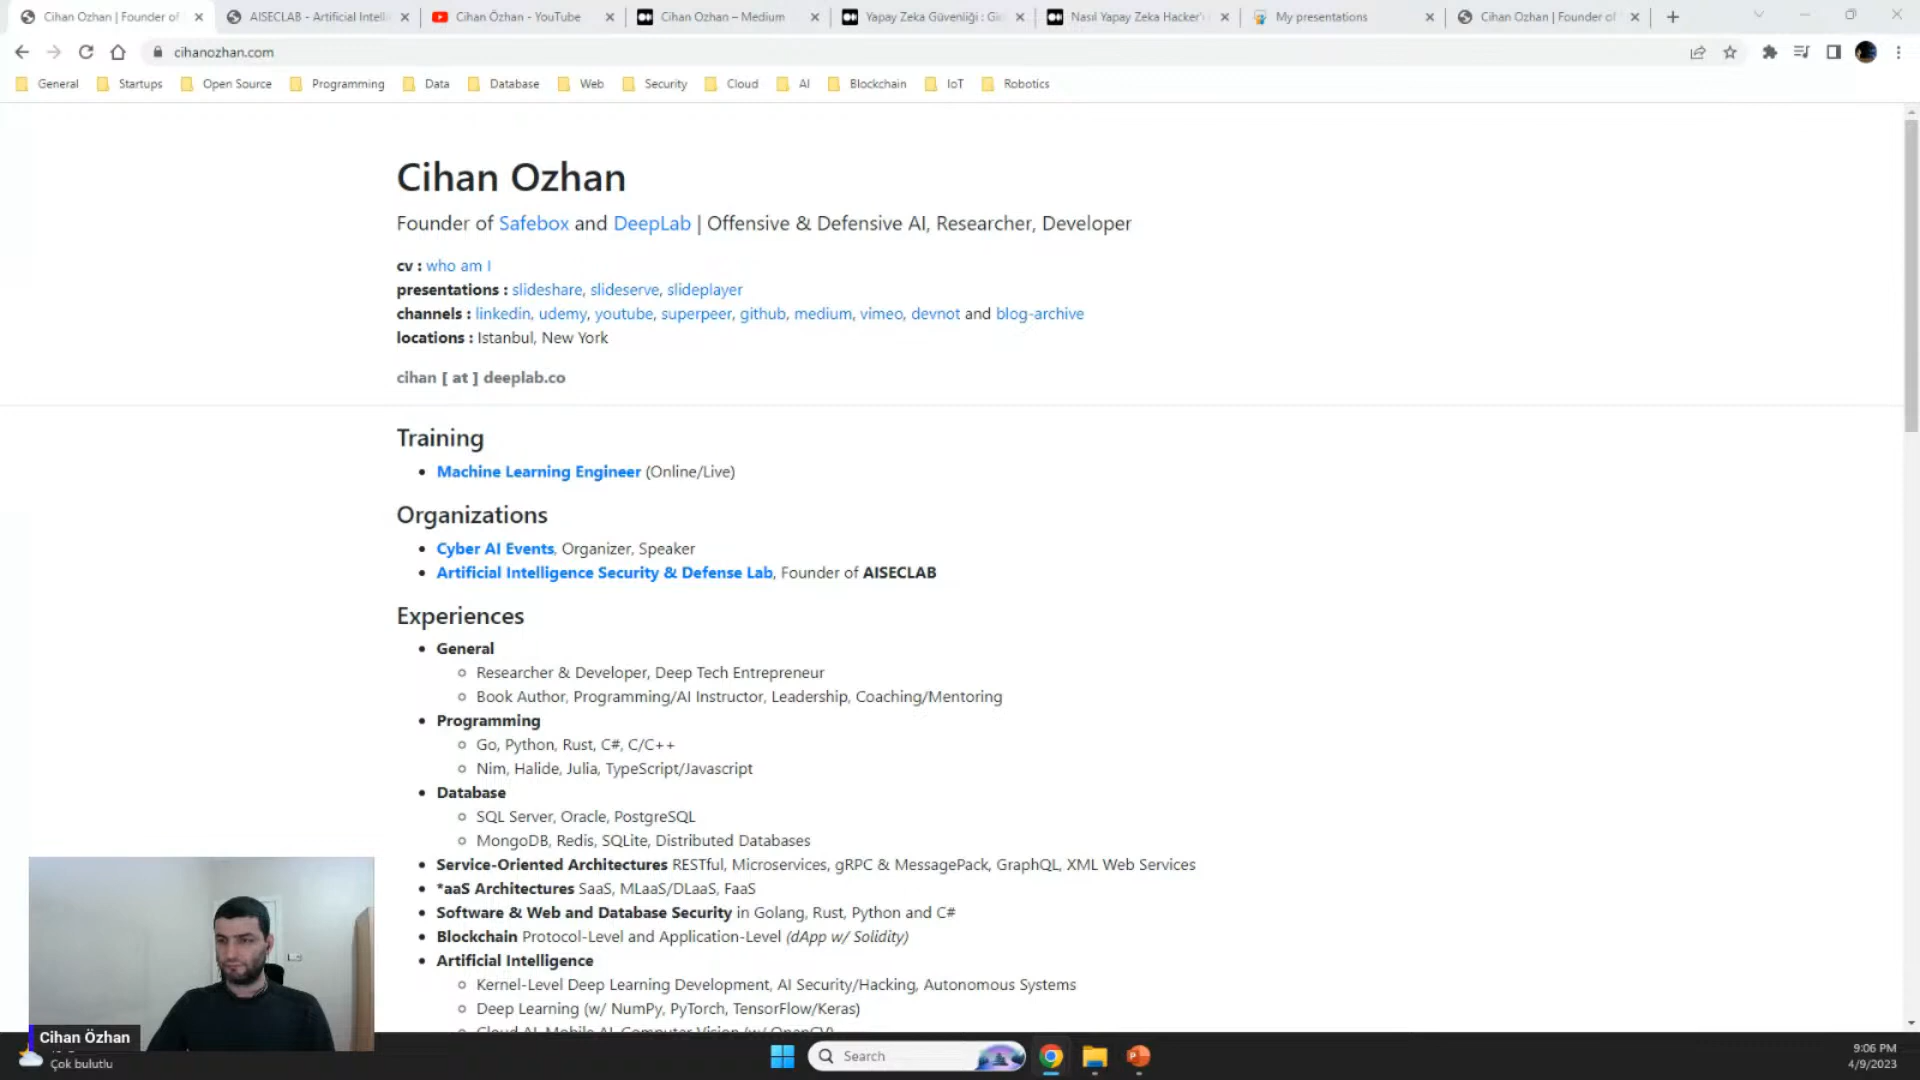 Cihan Ozhan | Founder of
AISECLAB - Artificial Intelli
Cihan Özhan - YouTube
Cihan Ozhan – Medium
Yapay Zeka Güvenliği : Gi
Nasıl Yapay Zeka Hacker'ı
My presentations
Cihan Ozhan | Founder of
cihanozhan.com
General
Startups
Open Source
Programming
Data
Database
Web
Security
Cloud
AI
Blockchain
IoT
Robotics
Cihan Ozhan
Founder of Safebox and DeepLab | Offensive & Defensive AI, Researcher, Developer
cv : who am I
presentations : slideshare, slideserve, slideplayer
channels : linkedin, udemy, youtube, superpeer, github, medium, vimeo, devnot and blog-archive
locations : Istanbul, New York
cihan [ at ] deeplab.co
Training
• Machine Learning Engineer (Online/Live)
Organizations
• Cyber AI Events, Organizer, Speaker
• Artificial Intelligence Security & Defense Lab, Founder of AISECLAB
Experiences
• General
Researcher & Developer, Deep Tech Entrepreneur
Book Author, Programming/AI Instructor, Leadership, Coaching/Mentoring
• Programming
Go, Python, Rust, C#, C/C++
Nim, Halide, Julia, TypeScript/Javascript
• Database
SQL Server, Oracle, PostgreSQL
MongoDB, Redis, SQLite, Distributed Databases
• Service-Oriented Architectures RESTful, Microservices, gRPC & MessagePack, GraphQL, XML Web Services
• *aaS Architectures SaaS, MLaaS/DLaaS, FaaS
• Software & Web and Database Security in Golang, Rust, Python and C#
• Blockchain Protocol-Level and Application-Level (dApp w/ Solidity)
• Artificial Intelligence
Kernel-Level Deep Learning Development, AI Security/Hacking, Autonomous Systems
Deep Learning (w/ NumPy, PyTorch, TensorFlow/Keras)
Cloud AI, Mobile AI, Computer Vision (w/ OpenCV)
Cihan Özhan
Çok bulutlu
Search
9:06 PM
4/9/2023